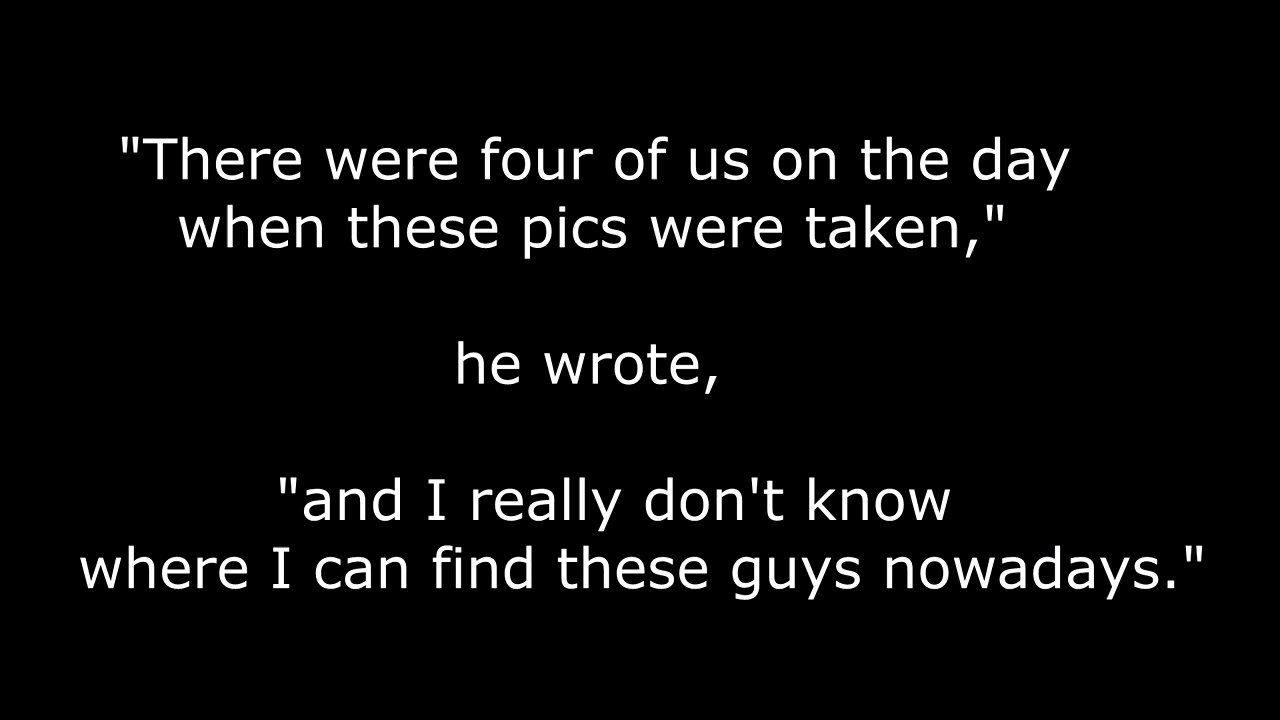 "There were four of us on the day
when these pics were taken,"
he wrote,
"and I really don't know
where I can find these guys nowadays."